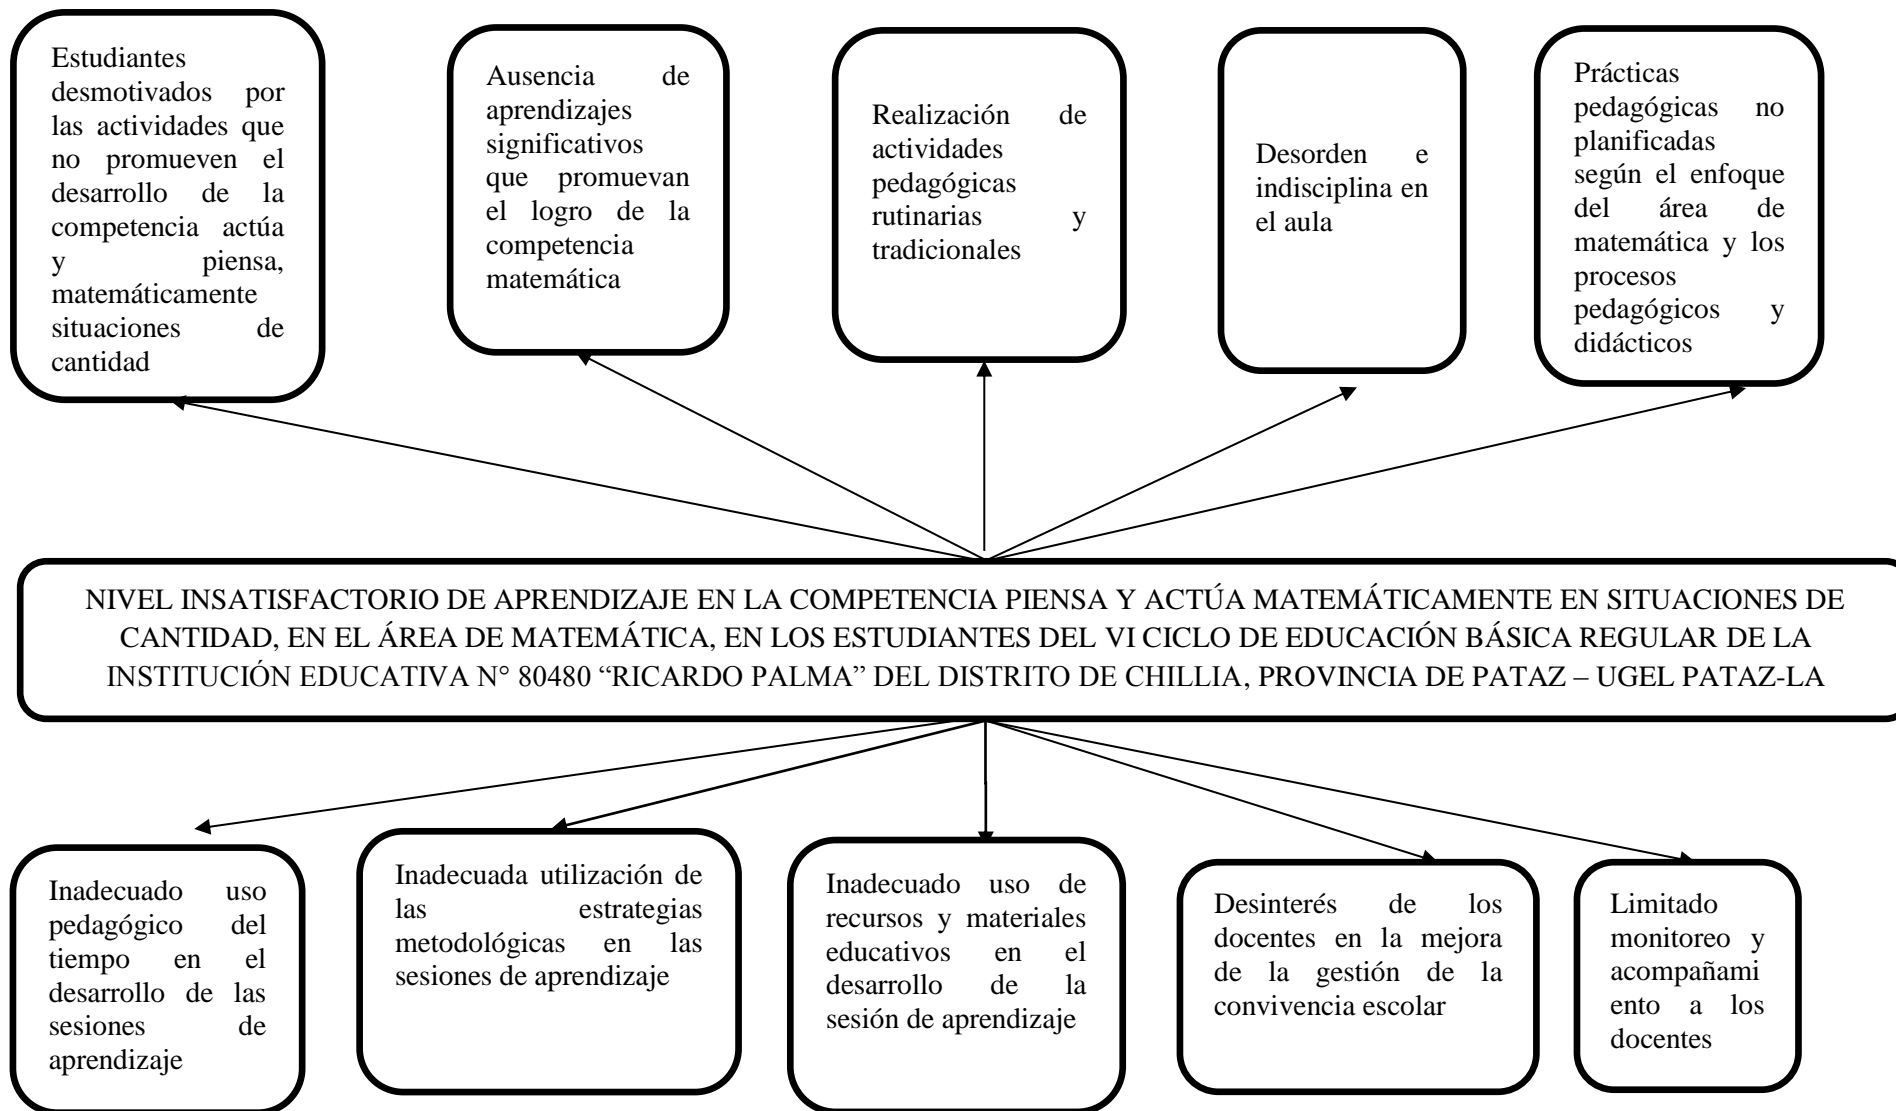 Estudiantes
desmotivados por
las actividades que
no promueven el
desarrollo de la
competencia actúa
y piensa,
matemáticamente
situaciones de
cantidad
Ausencia de
aprendizajes
significativos
que promuevan
el logro de la
competencia
matemática
Realización de
actividades
pedagógicas
rutinarias y
tradicionales
Desorden e
indisciplina en
el aula
Prácticas
pedagógicas no
planificadas
según el enfoque
del área de
matemática y los
procesos
pedagógicos y
didácticos
NIVEL INSATISFACTORIO DE APRENDIZAJE EN LA COMPETENCIA PIENSA Y ACTÚA MATEMÁTICAMENTE EN SITUACIONES DE
CANTIDAD, EN EL ÁREA DE MATEMÁTICA, EN LOS ESTUDIANTES DEL VI CICLO DE EDUCACIÓN BÁSICA REGULAR DE LA
INSTITUCIÓN EDUCATIVA N° 80480 “RICARDO PALMA” DEL DISTRITO DE CHILLIA, PROVINCIA DE PATAZ – UGEL PATAZ-LA
Inadecuado uso
pedagógico del
tiempo en el
desarrollo de las
sesiones de
aprendizaje
Inadecuada utilización de
las estrategias
metodológicas en las
sesiones de aprendizaje
Inadecuado uso de
recursos y materiales
educativos en el
desarrollo de la
sesión de aprendizaje
Desinterés de los
docentes en la mejora
de la gestión de la
convivencia escolar
Limitado
monitoreo y
acompañami
ento a los
docentes